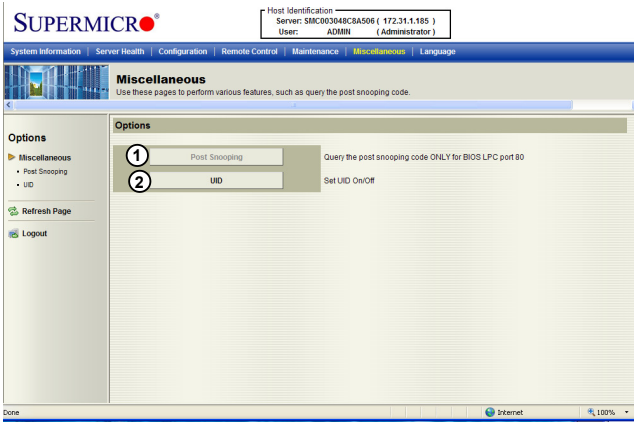 SUPERMICR®
Host Identification
Server: SMC003048C8A506 ( 172.31.1.185 )
User: ADMIN ( Administrator )
System Information | Server Health | Configuration | Remote Control | Maintenance | Miscellaneous | Language
Miscellaneous
Use these pages to perform various features, such as query the post snooping code.
Options
Miscellaneous
• Post Snooping
• UID
Refresh Page
Logout
Options
1 Post Snooping Query the post snooping code ONLY for BIOS LPC port 80
2 UID Set UID On/Off
Done Internet 100%